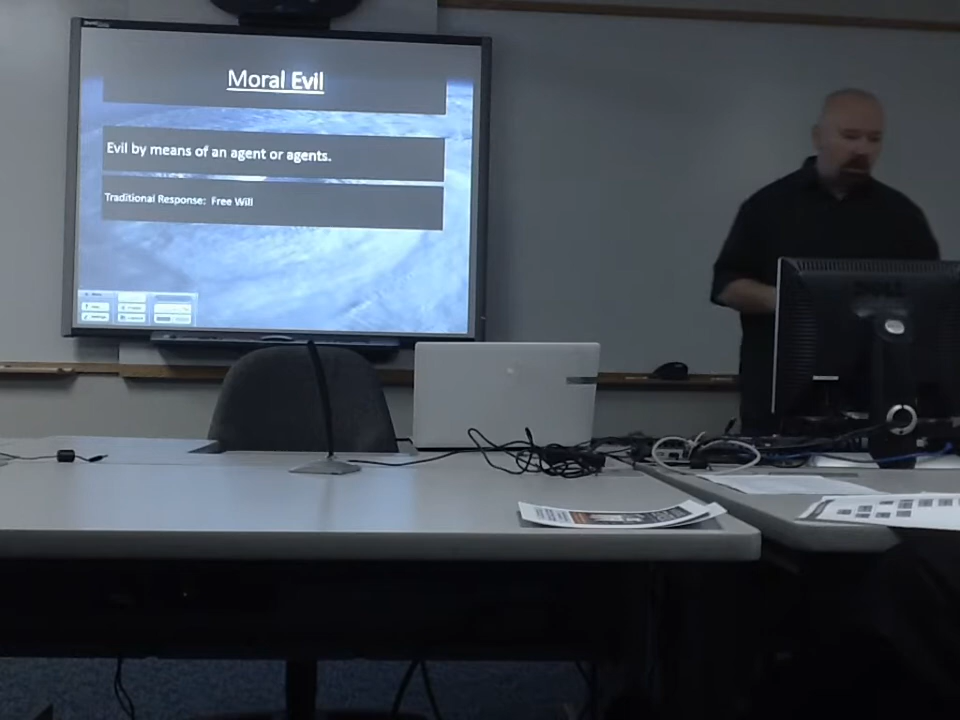 Moral Evil
Evil by means of an agent or agents.
Traditional Response: Free Will